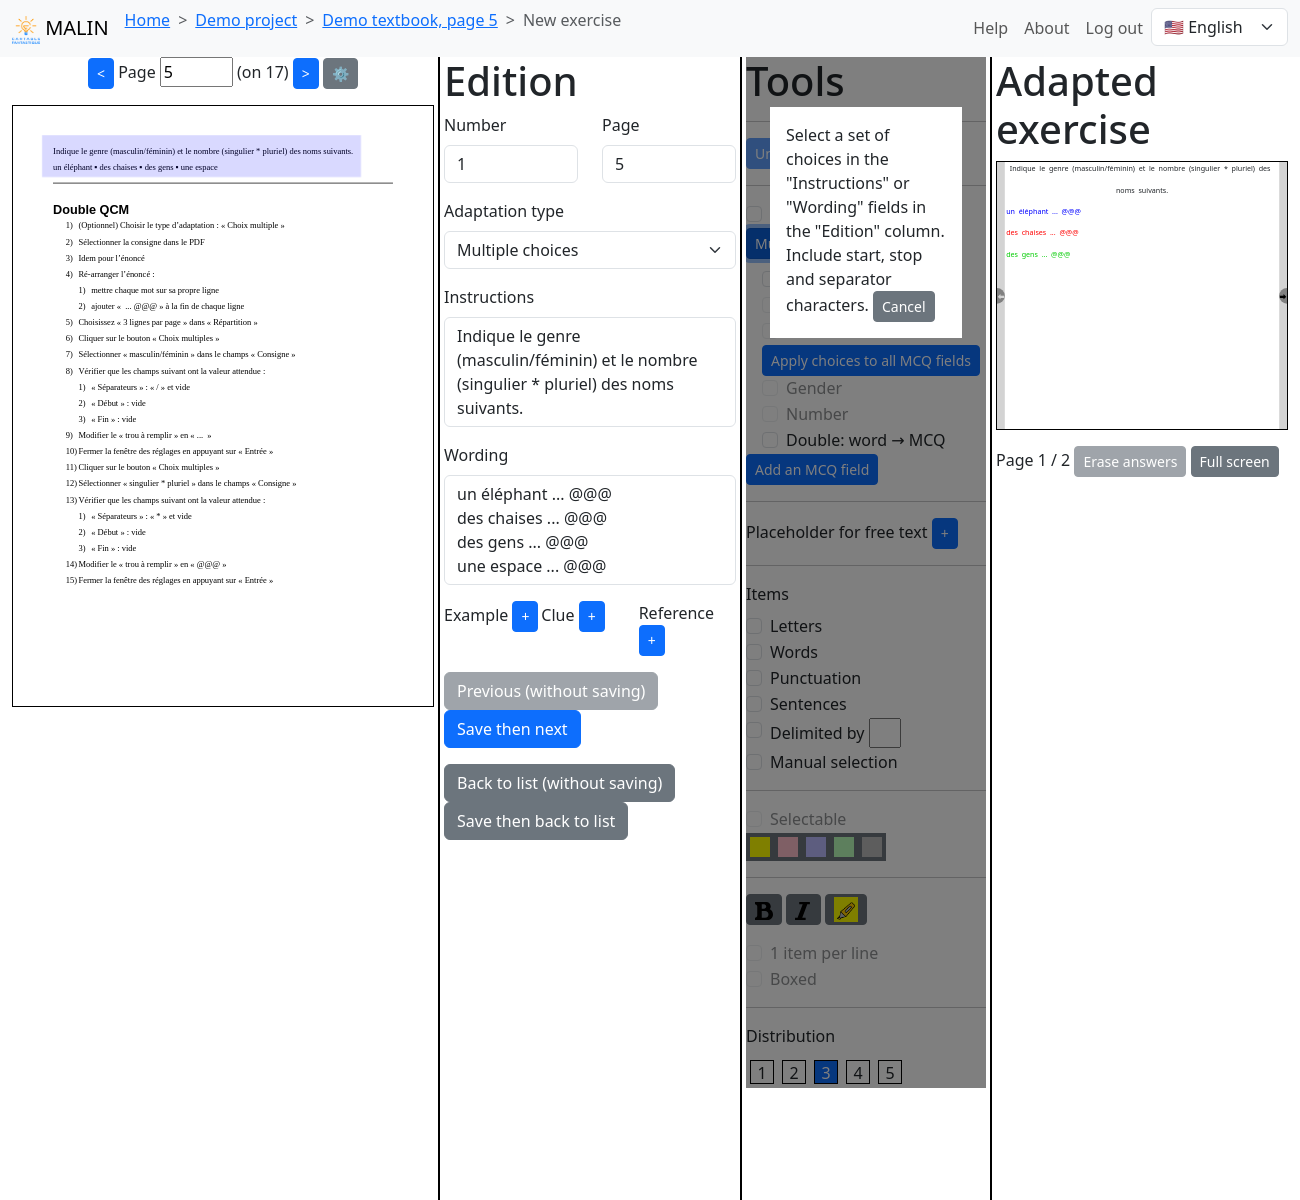 MALIN
Home > Demo project > Demo textbook, page 5 > New exercise
Help About Log out 🇺🇸 English
< Page 5 (on 17) > ⚙️
Indique le genre (masculin/féminin) et le nombre (singulier * pluriel) des noms suivants.
un éléphant • des chaises • des gens • une espace
Double QCM
1) (Optionnel) Choisir le type d’adaptation : « Choix multiple »
2) Sélectionner la consigne dans le PDF
3) Idem pour l’énoncé
4) Ré-arranger l’énoncé :
1) mettre chaque mot sur sa propre ligne
2) ajouter « ... @@@ » à la fin de chaque ligne
5) Choisissez « 3 lignes par page » dans « Répartition »
6) Cliquer sur le bouton « Choix multiples »
7) Sélectionner « masculin/féminin » dans le champs « Consigne »
8) Vérifier que les champs suivant ont la valeur attendue :
1) « Séparateurs » : « / » et vide
2) « Début » : vide
3) « Fin » : vide
9) Modifier le « trou à remplir » en « ... »
10) Fermer la fenêtre des réglages en appuyant sur « Entrée »
11) Cliquer sur le bouton « Choix multiples »
12) Sélectionner « singulier * pluriel » dans le champs « Consigne »
13) Vérifier que les champs suivant ont la valeur attendue :
1) « Séparateurs » : « * » et vide
2) « Début » : vide
3) « Fin » : vide
14) Modifier le « trou à remplir » en « @@@ »
15) Fermer la fenêtre des réglages en appuyant sur « Entrée »
Edition
Number Page
1 5
Adaptation type
Multiple choices
Instructions
Indique le genre
(masculin/féminin) et le nombre
(singulier * pluriel) des noms
suivants.
Wording
un éléphant ... @@@
des chaises ... @@@
des gens ... @@@
une espace ... @@@
Example + Clue + Reference
+
Previous (without saving)
Save then next
Back to list (without saving)
Save then back to list
Tools
Select a set of
choices in the
"Instructions" or
"Wording" fields in
the "Edition" column.
Include start, stop
and separator
characters. Cancel
Apply choices to all MCQ fields
Gender
Number
Double: word → MCQ
Add an MCQ field
Placeholder for free text +
Items
Letters
Words
Punctuation
Sentences
Delimited by
Manual selection
Selectable
B I
1 item per line
Boxed
Distribution
1 2 3 4 5
Adapted
exercise
Indique le genre (masculin/féminin) et le nombre (singulier * pluriel) des
noms suivants.
un éléphant ... @@@
des chaises ... @@@
des gens ... @@@
Page 1 / 2 Erase answers Full screen